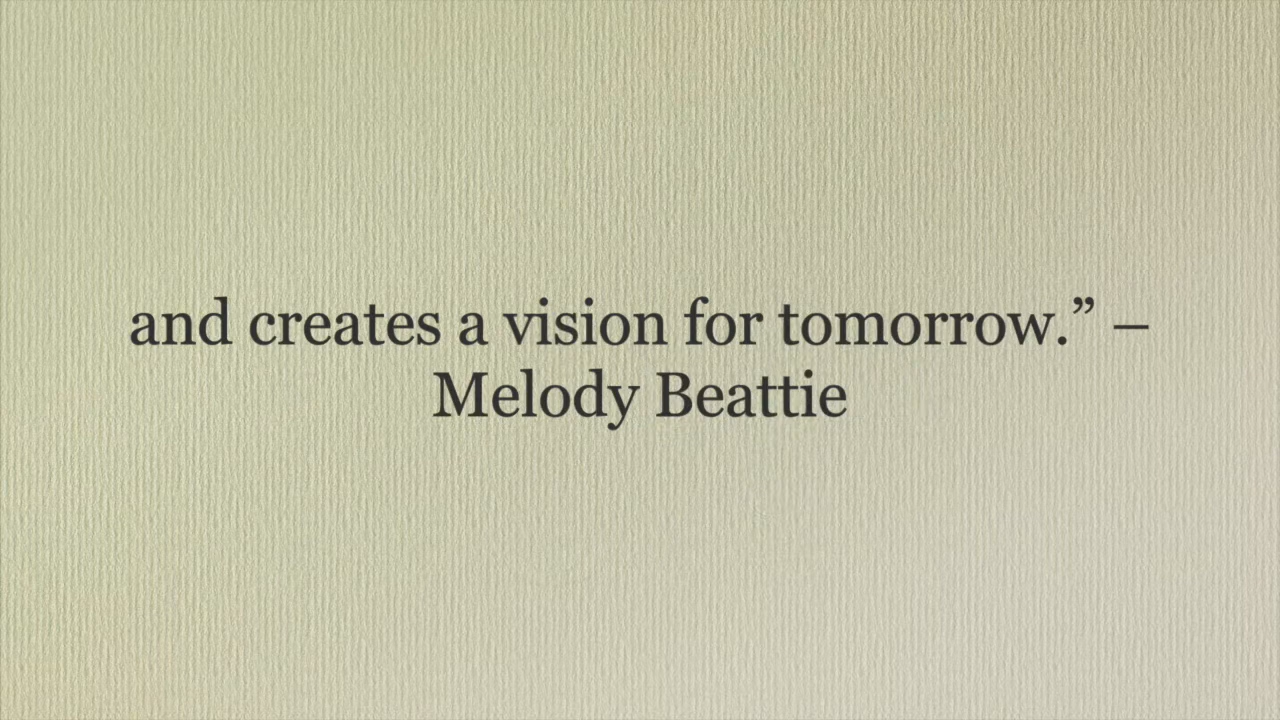 and creates a vision for tomorrow.” –
Melody Beattie